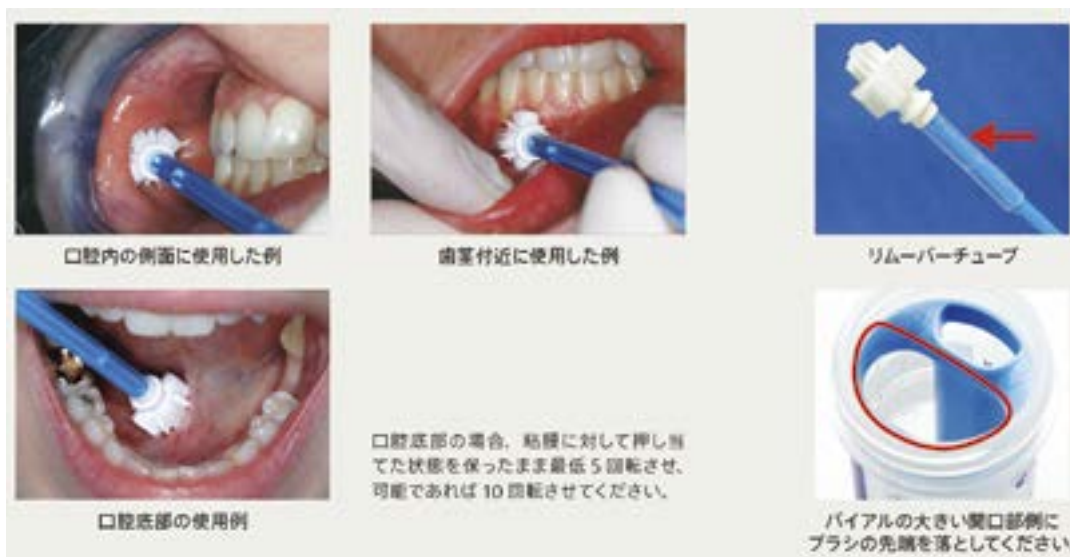 口腔内の側面に使用した例
歯茎付近に使用した例
リムーバーチューブ
口腔底部の使用例
口腔底部の場合、粘膜に対して押し当
てた状態を保ったまま最低 5 回転させ、
可能であれば 10 回転させてください。
バイアルの大きい開口部側に
ブラシの先端を落としてください